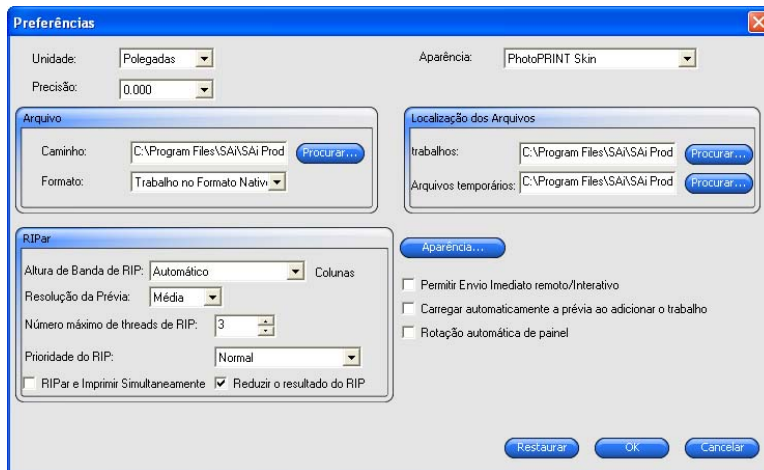 Preferências
Unidade: Polegadas
Aparência: PhotoPRINT Skin
Precisão: 0.000
Arquivo
Caminho: C:\Program Files\SAi\SAi Prod Procurar...
Formato: Trabalho no Formato Nativo
Localização dos Arquivos
trabalhos: C:\Program Files\SAi\SAi Prod Procurar...
Arquivos temporários: C:\Program Files\SAi\SAi Prod Procurar...
RIPar
Altura de Banda de RIP: Automático Colunas
Resolução da Prévia: Média
Número máximo de threads de RIP: 3
Prioridade do RIP: Normal
RIPar e Imprimir Simultaneamente Reduzir o resultado do RIP
Aparência...
Permitir Envio Imediato remoto/Interativo
Carregar automaticamente a prévia ao adicionar o trabalho
Rotação automática de painel
Restaurar OK Cancelar